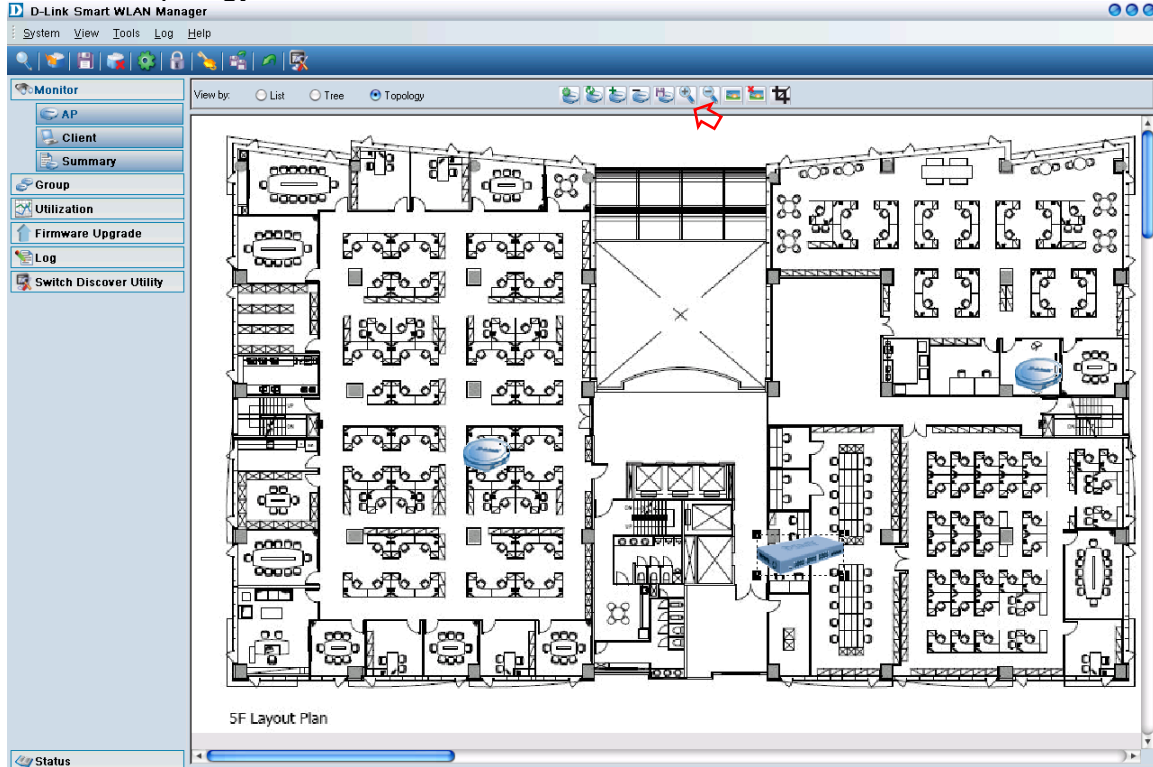 D-Link Smart WLAN Manager
System View Tools Log Help
Monitor
View by: List Tree Topology
AP
Client
Summary
Group
Utilization
Firmware Upgrade
Log
Switch Discover Utility
5F Layout Plan
Status